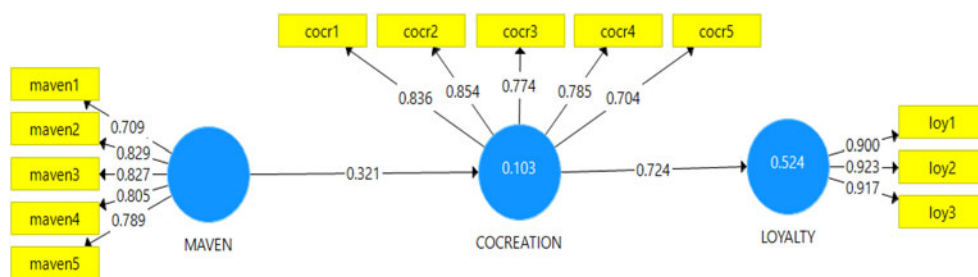 cocr1
cocr2
cocr3
cocr4
cocr5
0.836
0.854
0.774
0.785
0.704
maven1
maven2
maven3
maven4
maven5
0.709
0.829
0.827
0.805
0.789
MAVEN
0.321
0.103
COCREATION
0.724
0.524
LOYALTY
0.900
0.923
0.917
loy1
loy2
loy3